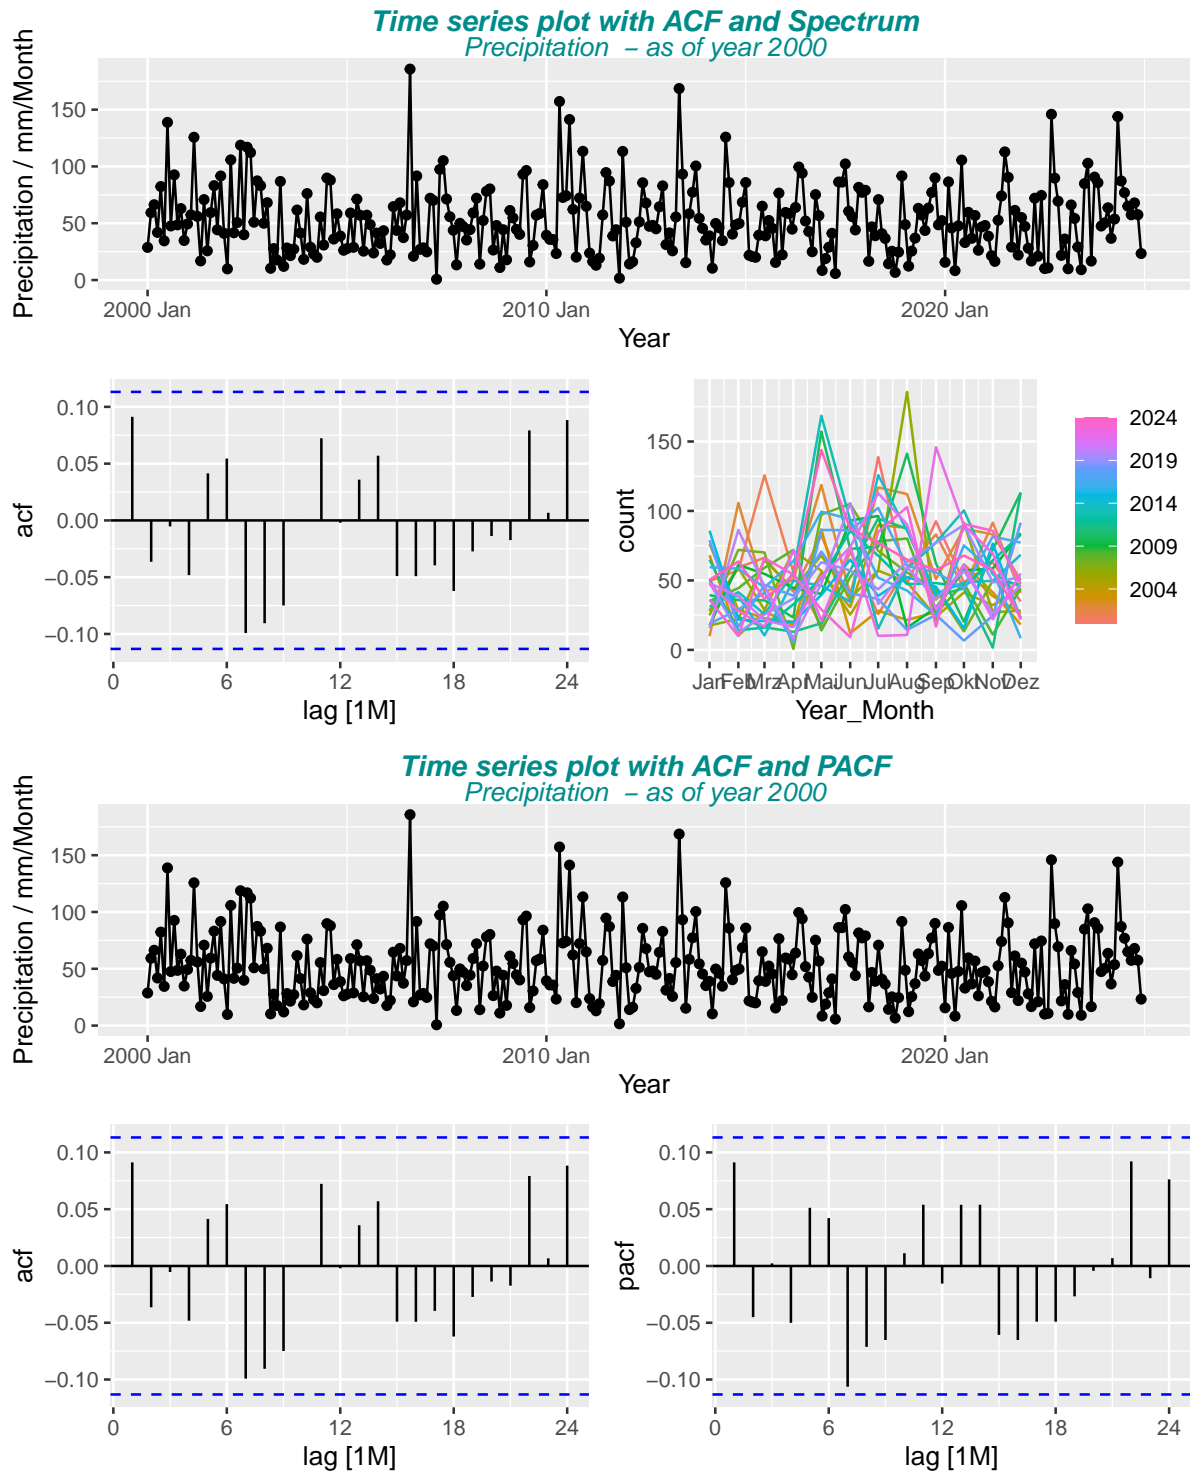 Time series plot with ACF and Spectrum
Precipitation – as of year 2000
Precipitation / mm/Month
150
100
50
0
2000 Jan
2010 Jan
2020 Jan
Year
acf
0.10
0.05
0.00
−0.05
−0.10
0
6
12
18
24
lag [1M]
count
150
100
50
0
Jan
Feb
Mrz
Apr
Mai
Jun
Jul
Aug
Sep
Okt
Nov
Dez
Year_Month
2024
2019
2014
2009
2004
Time series plot with ACF and PACF
Precipitation – as of year 2000
Precipitation / mm/Month
150
100
50
0
2000 Jan
2010 Jan
2020 Jan
Year
acf
0.10
0.05
0.00
−0.05
−0.10
0
6
12
18
24
lag [1M]
pacf
0.10
0.05
0.00
−0.05
−0.10
0
6
12
18
24
lag [1M]